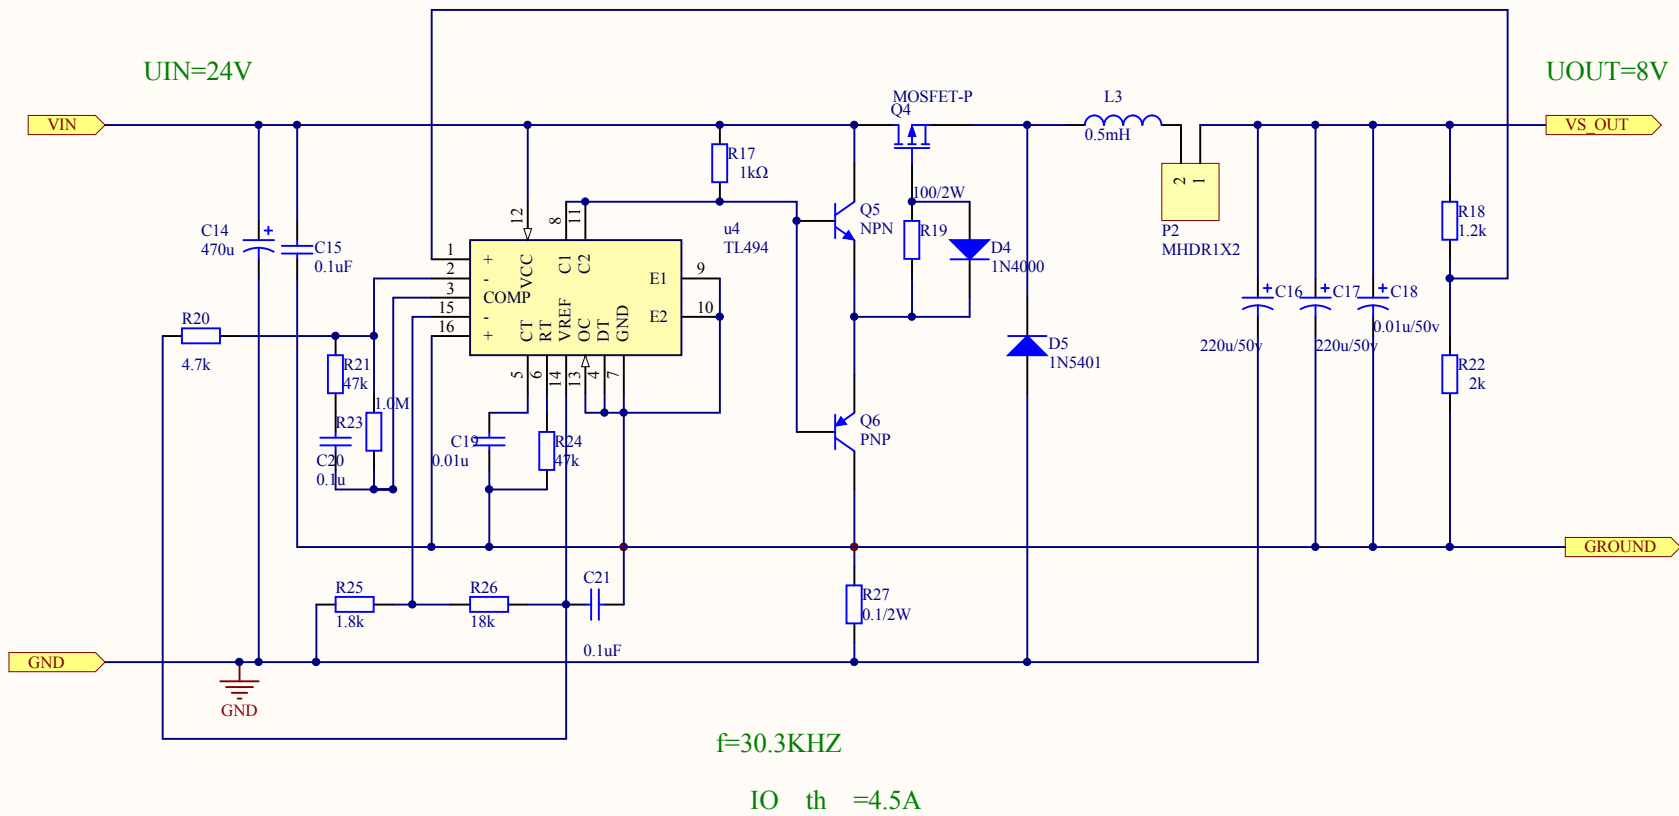 UIN=24V
UOUT=8V
VIN
VS_OUT
MOSFET-P
Q4
L3
0.5mH
R17
1kΩ
100/2W
2
1
P2
MHDR1X2
C14
470u
C15
0.1uF
12
8
11
u4
TL494
Q5
NPN
R19
D4
1N4000
R18
1.2k
1
2
3
15
16
+
-
COMP
-
+
VCC
C1
C2
E1
E2
9
10
CT
RT
VREF
OC
DT
GND
5
6
14
13
4
7
R20
4.7k
R21
47k
R23
1.0M
C20
0.1u
C19
0.01u
R24
47k
Q6
PNP
D5
1N5401
C16
220u/50v
C17
220u/50v
C18
0.01u/50v
R22
2k
GROUND
R25
1.8k
R26
18k
C21
0.1uF
R27
0.1/2W
GND
GND
f=30.3KHZ
IO th =4.5A